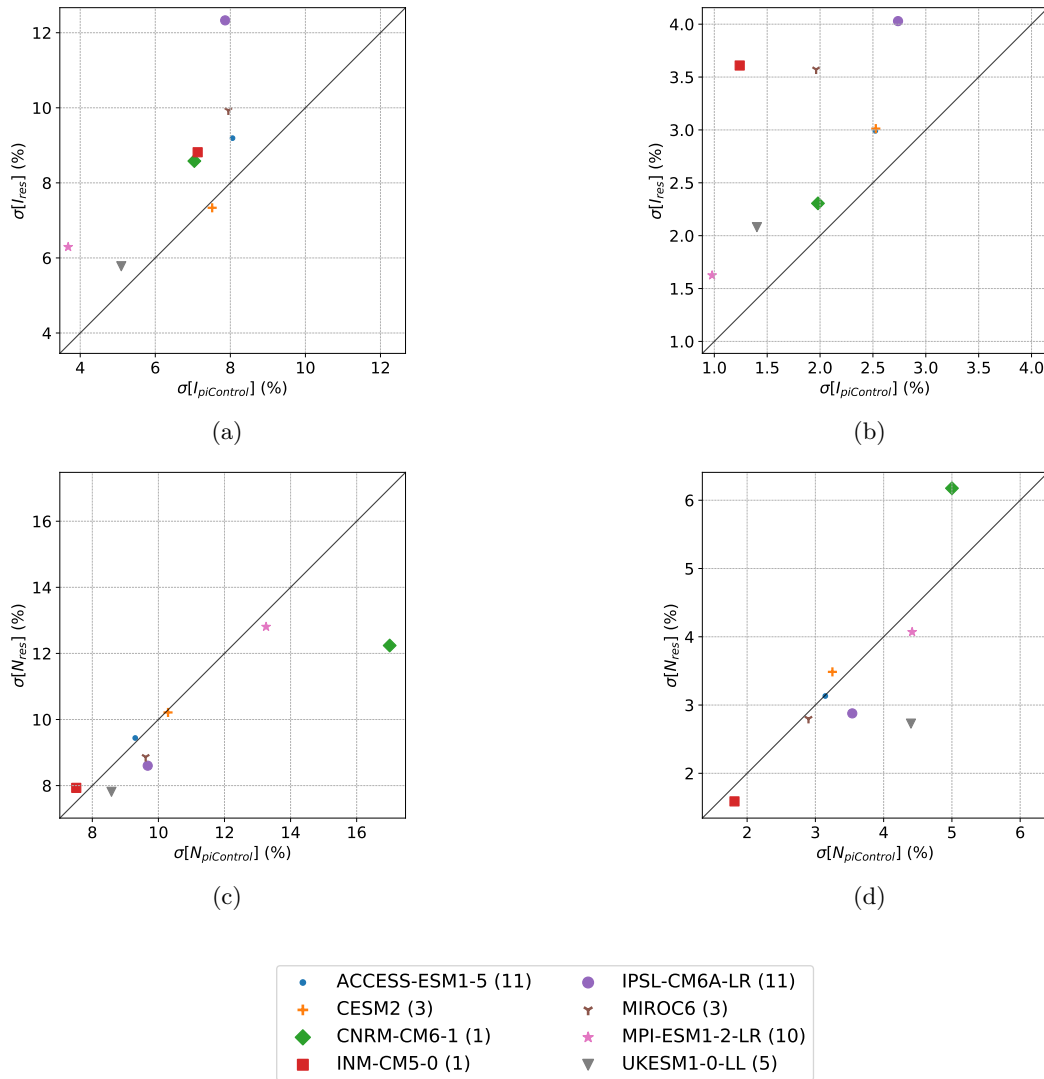 12
10
8
6
4
σ[I_res] (%)
4 6 8 10 12
σ[I_piControl] (%)
(a)
4.0
3.5
3.0
2.5
2.0
1.5
1.0
σ[I_res] (%)
1.0 1.5 2.0 2.5 3.0 3.5 4.0
σ[I_piControl] (%)
(b)
16
14
12
10
8
σ[N_res] (%)
8 10 12 14 16
σ[N_piControl] (%)
(c)
6
5
4
3
2
σ[N_res] (%)
2 3 4 5 6
σ[N_piControl] (%)
(d)
ACCESS-ESM1-5 (11)
CESM2 (3)
CNRM-CM6-1 (1)
INM-CM5-0 (1)
IPSL-CM6A-LR (11)
MIROC6 (3)
MPI-ESM1-2-LR (10)
UKESM1-0-LL (5)